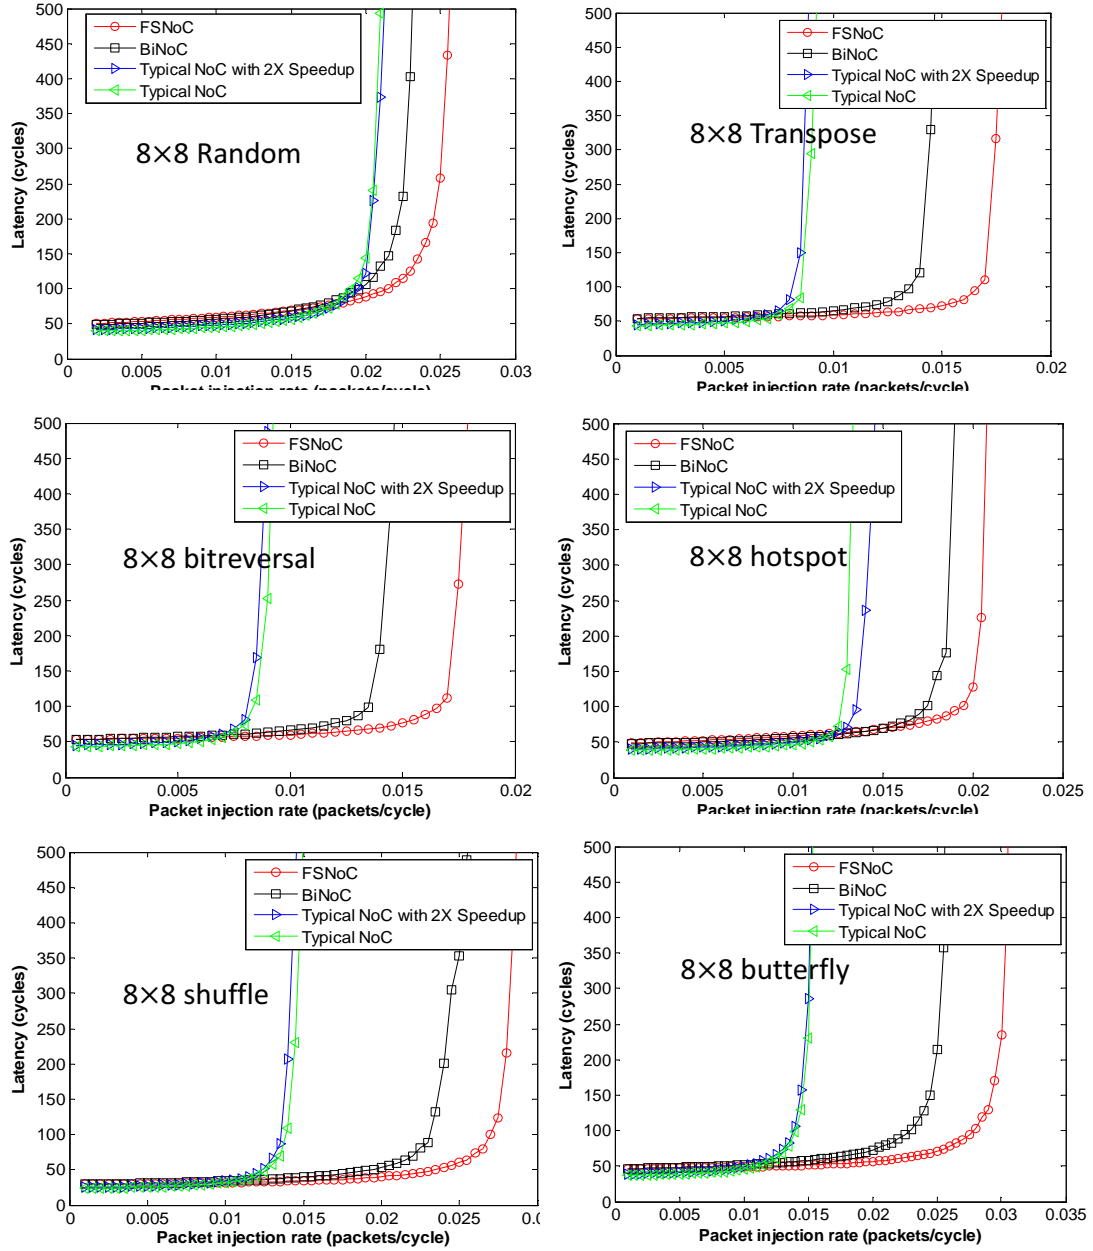 500
450
400
350
300
250
200
150
100
50
0
Latency (cycles)
FSNoC
BiNoC
Typical NoC with 2X Speedup
Typical NoC
8×8 Random
0 0.005 0.01 0.015 0.02 0.025 0.03
Packet injection rate (packets/cycle)
500
450
400
350
300
250
200
150
100
50
0
Latency (cycles)
FSNoC
BiNoC
Typical NoC with 2X Speedup
Typical NoC
8×8 Transpose
0 0.005 0.01 0.015 0.02
Packet injection rate (packets/cycle)
500
450
400
350
300
250
200
150
100
50
0
Latency (cycles)
FSNoC
BiNoC
Typical NoC with 2X Speedup
Typical NoC
8×8 bitreversal
0 0.005 0.01 0.015 0.02
Packet injection rate (packets/cycle)
500
450
400
350
300
250
200
150
100
50
0
Latency (cycles)
FSNoC
BiNoC
Typical NoC with 2X Speedup
Typical NoC
8×8 hotspot
0 0.005 0.01 0.015 0.02 0.025
Packet injection rate (packets/cycle)
500
450
400
350
300
250
200
150
100
50
0
Latency (cycles)
FSNoC
BiNoC
Typical NoC with 2X Speedup
Typical NoC
8×8 shuffle
0 0.005 0.01 0.015 0.02 0.025 0.0
Packet injection rate (packets/cycle)
500
450
400
350
300
250
200
150
100
50
0
Latency (cycles)
FSNoC
BiNoC
Typical NoC with 2X Speedup
Typical NoC
8×8 butterfly
0 0.005 0.01 0.015 0.02 0.025 0.03 0.035
Packet injection rate (packets/cycle)